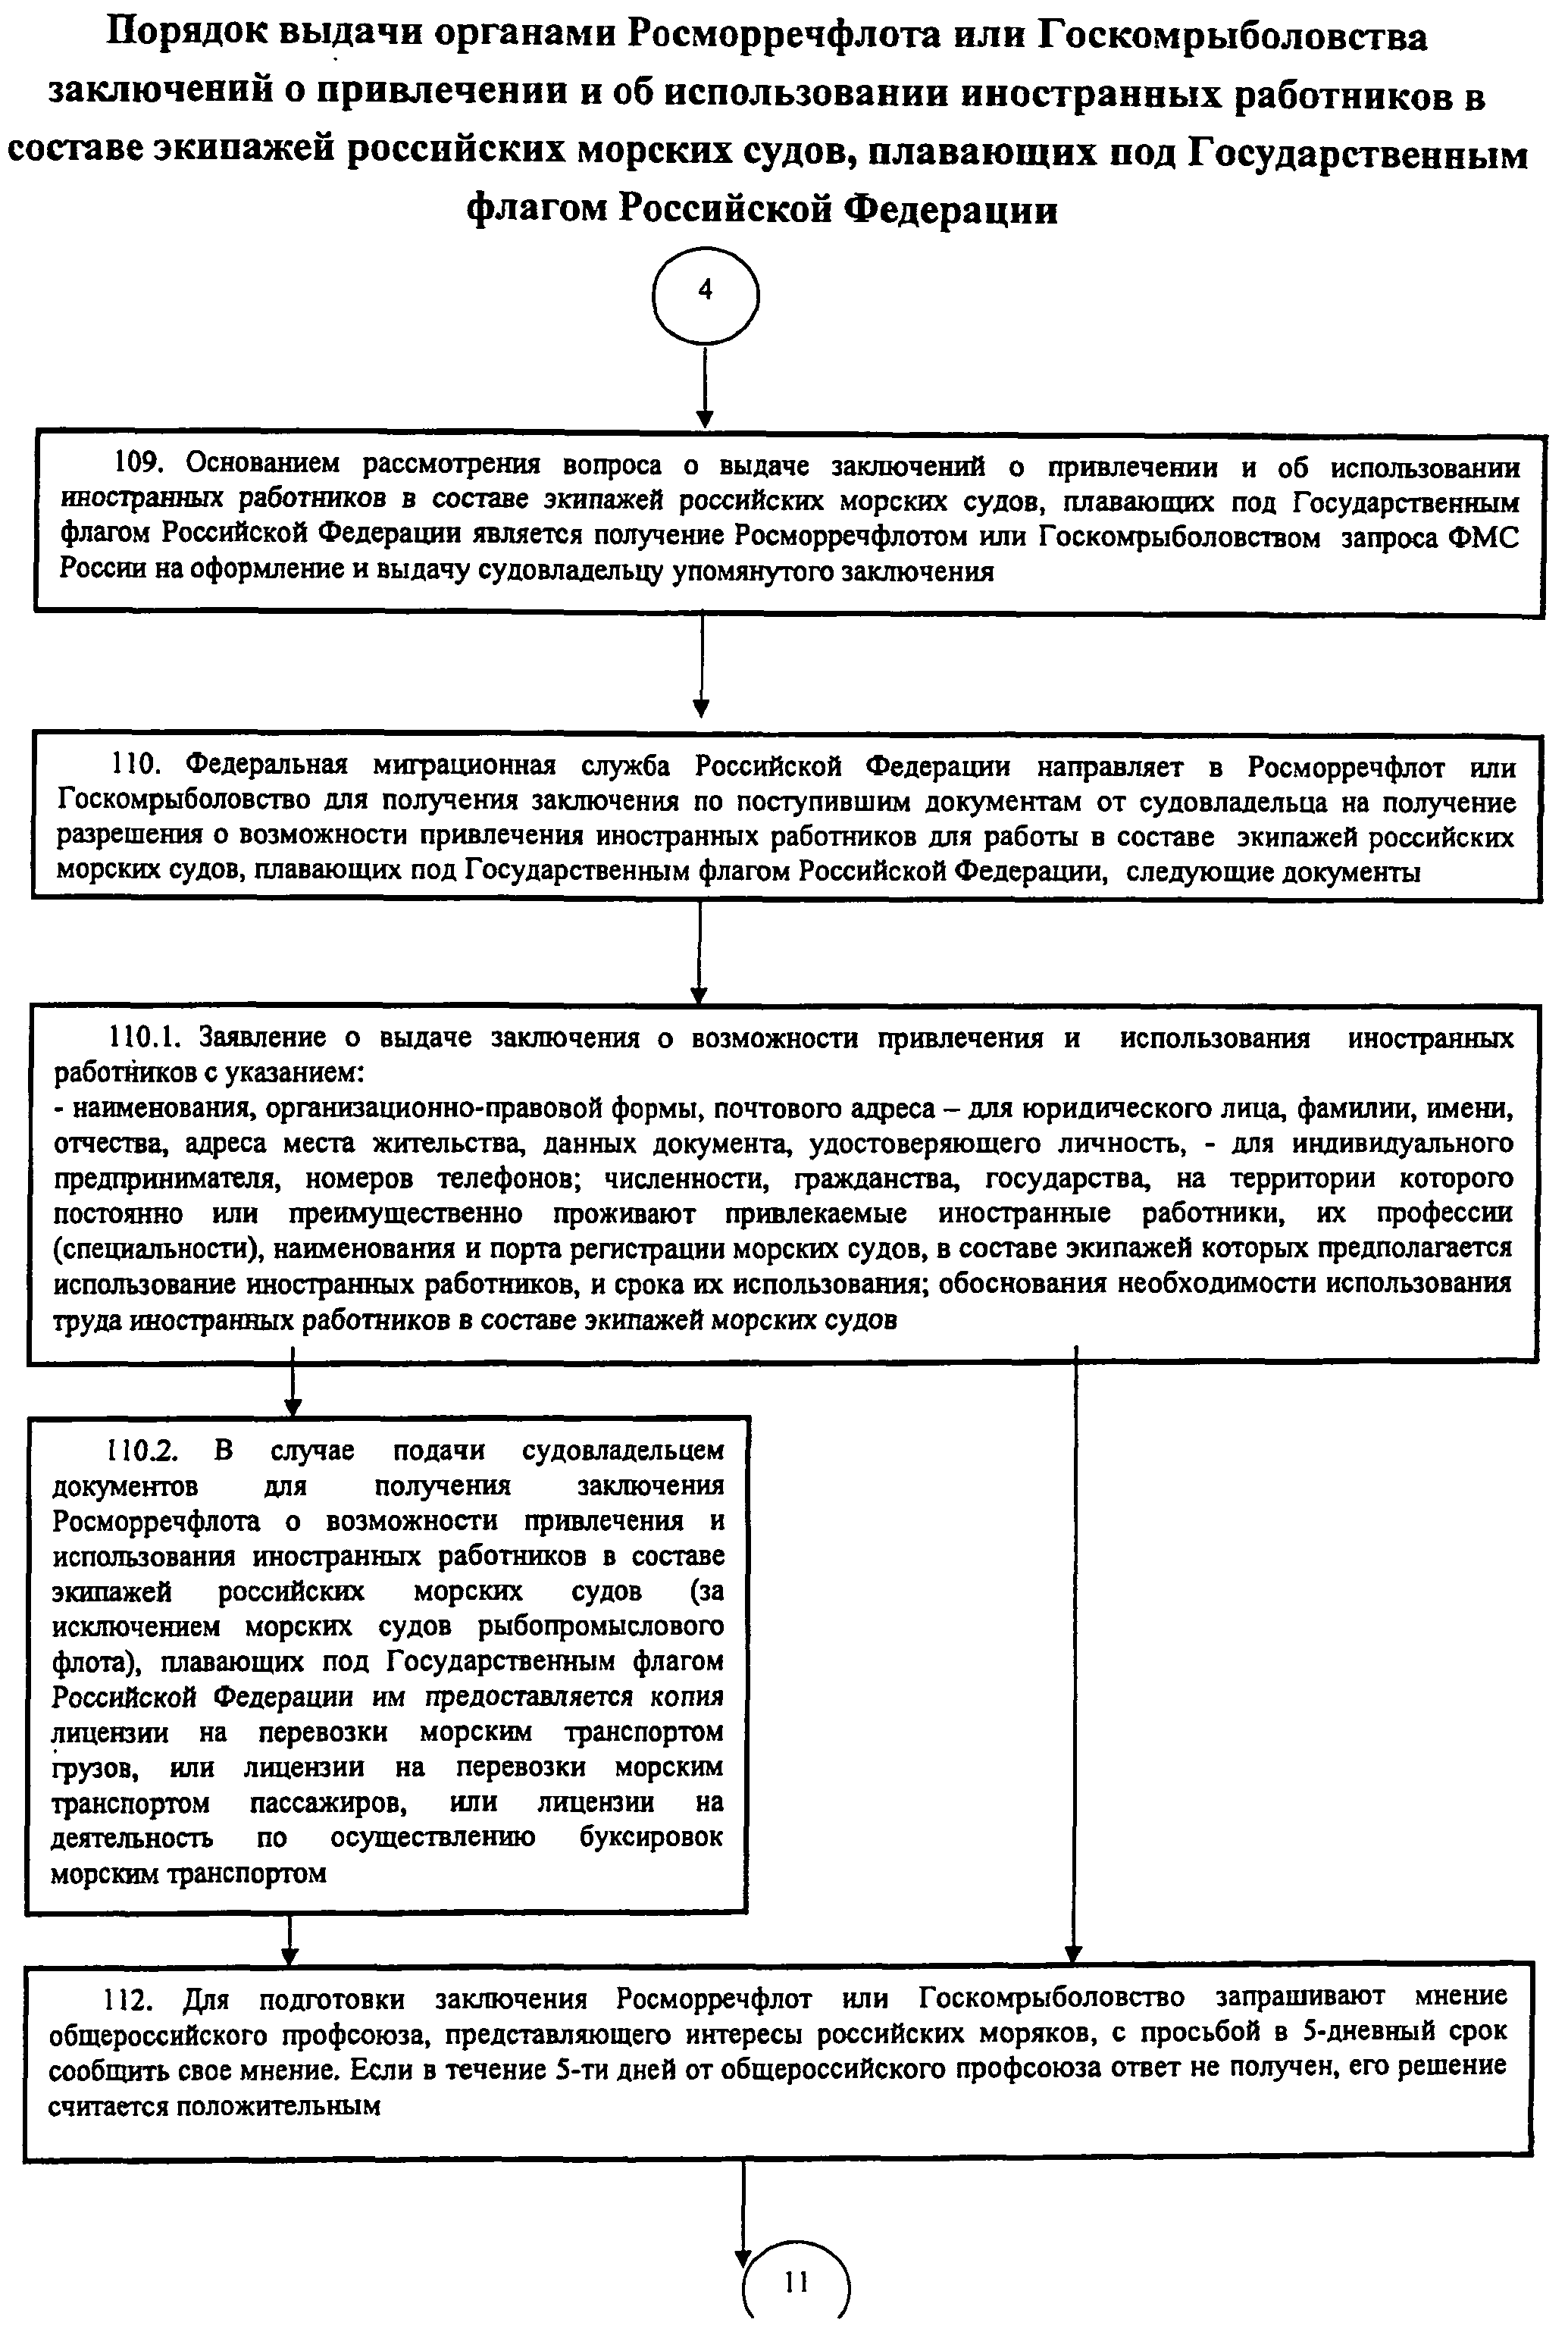 Порядок выдачи органами Росморречфлота или Госкомрыболовства
заключений о привлечении и об использовании иностранных работников в
составе экипажей российских морских судов, плавающих под Государственным
флагом Российской Федерации
4
109. Основанием рассмотрения вопроса о выдаче заключений о привлечении и об использовании
иностранных работников в составе экипажей российских морских судов, плавающих под Государственным
флагом Российской Федерации является получение Росморречфлотом или Госкомрыболовством запроса ФМС
России на оформление и выдачу судовладельцу упомянутого заключения
110. Федеральная миграционная служба Российской Федерации направляет в Росморречфлот или
Госкомрыболовство для получения заключения по поступившим документам от судовладельца на получение
разрешения о возможности привлечения иностранных работников для работы в составе экипажей российских
морских судов, плавающих под Государственным флагом Российской Федерации, следующие документы
110.1. Заявление о выдаче заключения о возможности привлечения и использования иностранных
работников с указанием:
- наименования, организационно-правовой формы, почтового адреса – для юридического лица, фамилии, имени,
отчества, адреса места жительства, данных документа, удостоверяющего личность, - для индивидуального
предпринимателя, номеров телефонов; численности, гражданства, государства, на территории которого
постоянно или преимущественно проживают привлекаемые иностранные работники, их профессии
(специальности), наименования и порта регистрации морских судов, в составе экипажей которых предполагается
использование иностранных работников, и срока их использования; обоснования необходимости использования
труда иностранных работников в составе экипажей морских судов
110.2. В случае подачи судовладельцем
документов для получения заключения
Росморречфлота о возможности привлечения и
использования иностранных работников в составе
экипажей российских морских судов (за
исключением морских судов рыбопромыслового
флота), плавающих под Государственным флагом
Российской Федерации им предоставляется копия
лицензии на перевозки морским транспортом
грузов, или лицензии на перевозки морским
транспортом пассажиров, или лицензии на
деятельность по осуществлению буксировок
морским транспортом
112. Для подготовки заключения Росморречфлот или Госкомрыболовство запрашивают мнение
общероссийского профсоюза, представляющего интересы российских моряков, с просьбой в 5-дневный срок
сообщить свое мнение. Если в течение 5-ти дней от общероссийского профсоюза ответ не получен, его решение
считается положительным
11